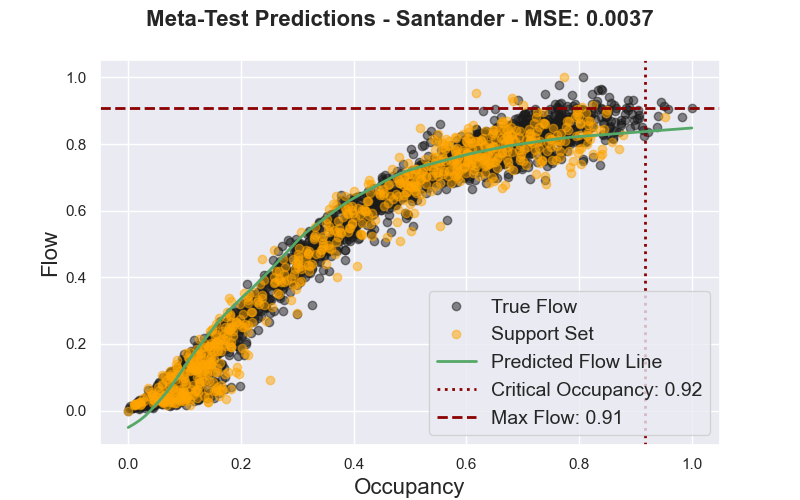 Meta-Test Predictions - Santander - MSE: 0.0037
1.0
0.8
0.6
0.4
0.2
0.0
Flow
True Flow
Support Set
Predicted Flow Line
Critical Occupancy: 0.92
Max Flow: 0.91
0.0 0.2 0.4 0.6 0.8 1.0
Occupancy